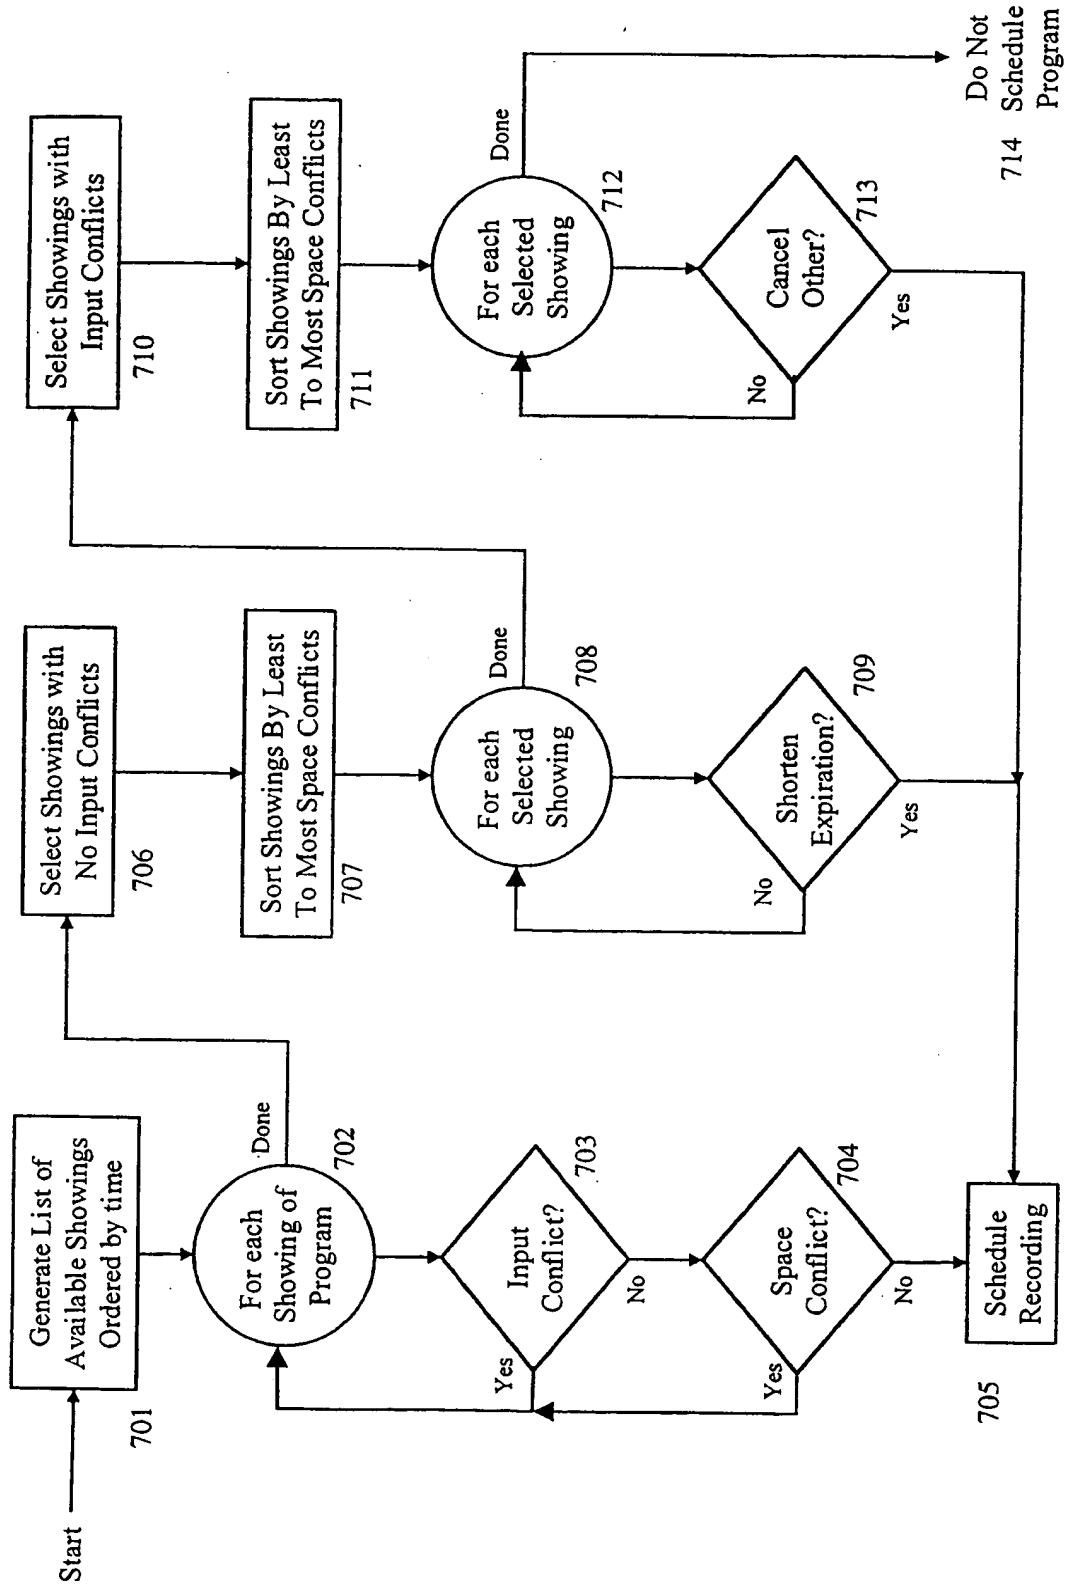 Start
Generate List of
Available Showings
Ordered by time
701
For each
Showing of
Program
702
Done
Input
Conflict?
703
Yes
No
Space
Conflict?
704
Yes
No
Schedule
Recording
705
Select Showings with
No Input Conflicts
706
Sort Showings By Least
To Most Space Conflicts
707
For each
Selected
Showing
708
Done
Shorten
Expiration?
709
No
Yes
Select Showings with
Input Conflicts
710
Sort Showings By Least
To Most Space Conflicts
711
For each
Selected
Showing
712
Done
Cancel
Other?
713
No
Yes
714
Do Not
Schedule
Program